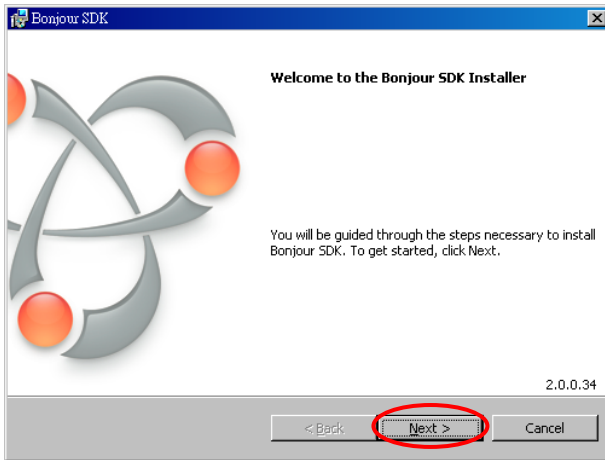 Bonjour SDK
Welcome to the Bonjour SDK Installer
You will be guided through the steps necessary to install
Bonjour SDK. To get started, click Next.
2.0.0.34
< Back Next > Cancel